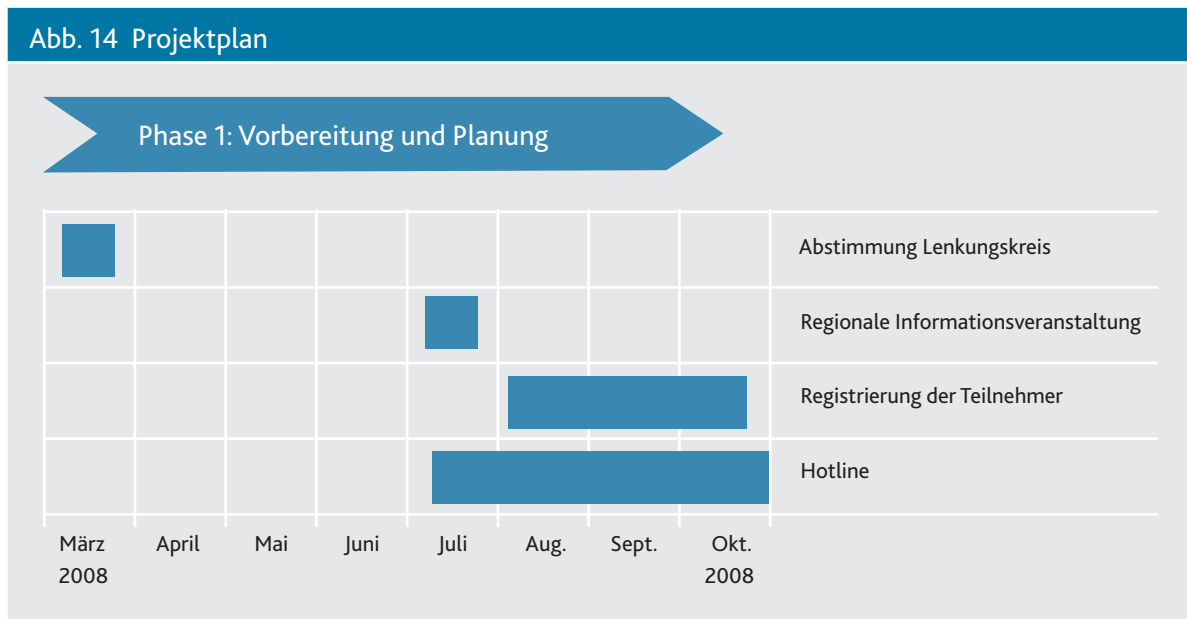 Abb. 14 Projektplan
Phase 1: Vorbereitung und Planung
Abstimmung Lenkungskreis
Regionale Informationsveranstaltung
Registrierung der Teilnehmer
Hotline
März April Mai Juni Juli Aug. Sept. Okt.
2008 2008